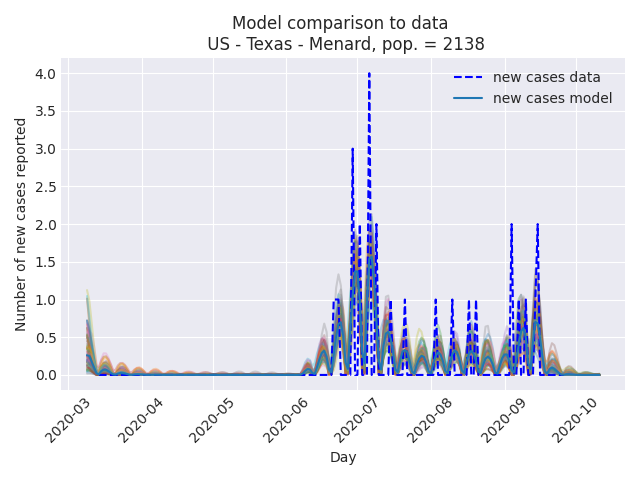 Model comparison to data
US - Texas - Menard, pop. = 2138
new cases data
new cases model
Number of new cases reported
4.0
3.5
3.0
2.5
2.0
1.5
1.0
0.5
0.0
2020-03
2020-04
2020-05
2020-06
2020-07
2020-08
2020-09
2020-10
Day